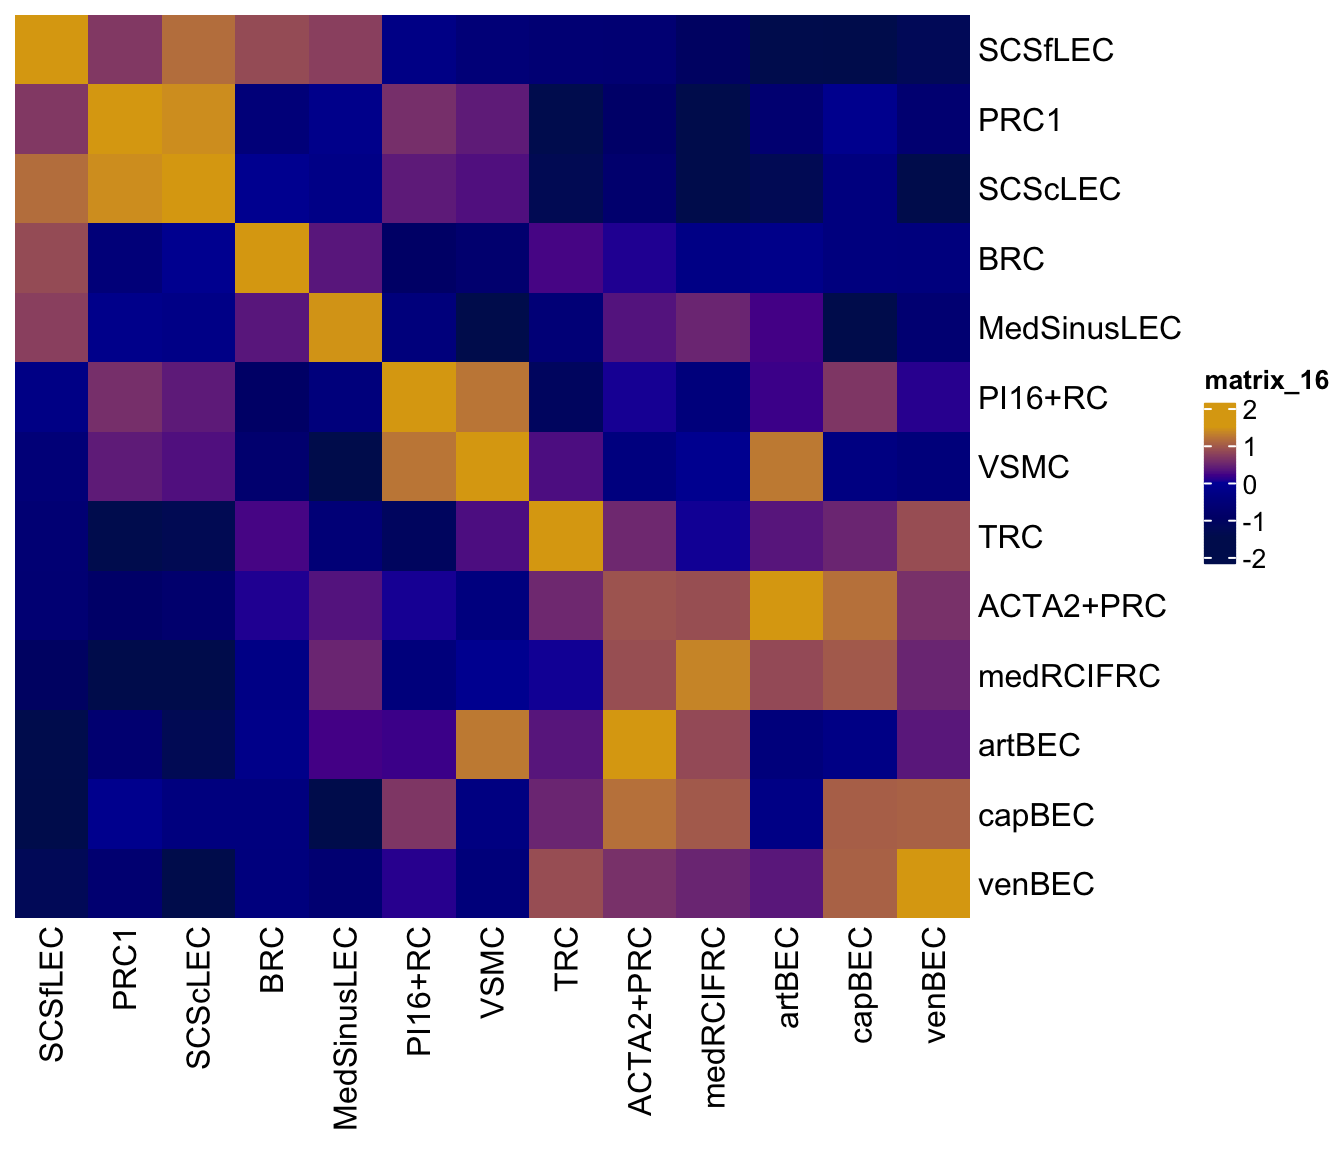 SCSfLEC
PRC1
SCScLEC
BRC
MedSinusLEC
PI16+RC
VSMC
TRC
ACTA2+PRC
medRCIFRC
artBEC
capBEC
venBEC
matrix_16
2
1
0
-1
-2
SCSfLEC
PRC1
SCScLEC
BRC
MedSinusLEC
PI16+RC
VSMC
TRC
ACTA2+PRC
medRCIFRC
artBEC
capBEC
venBEC